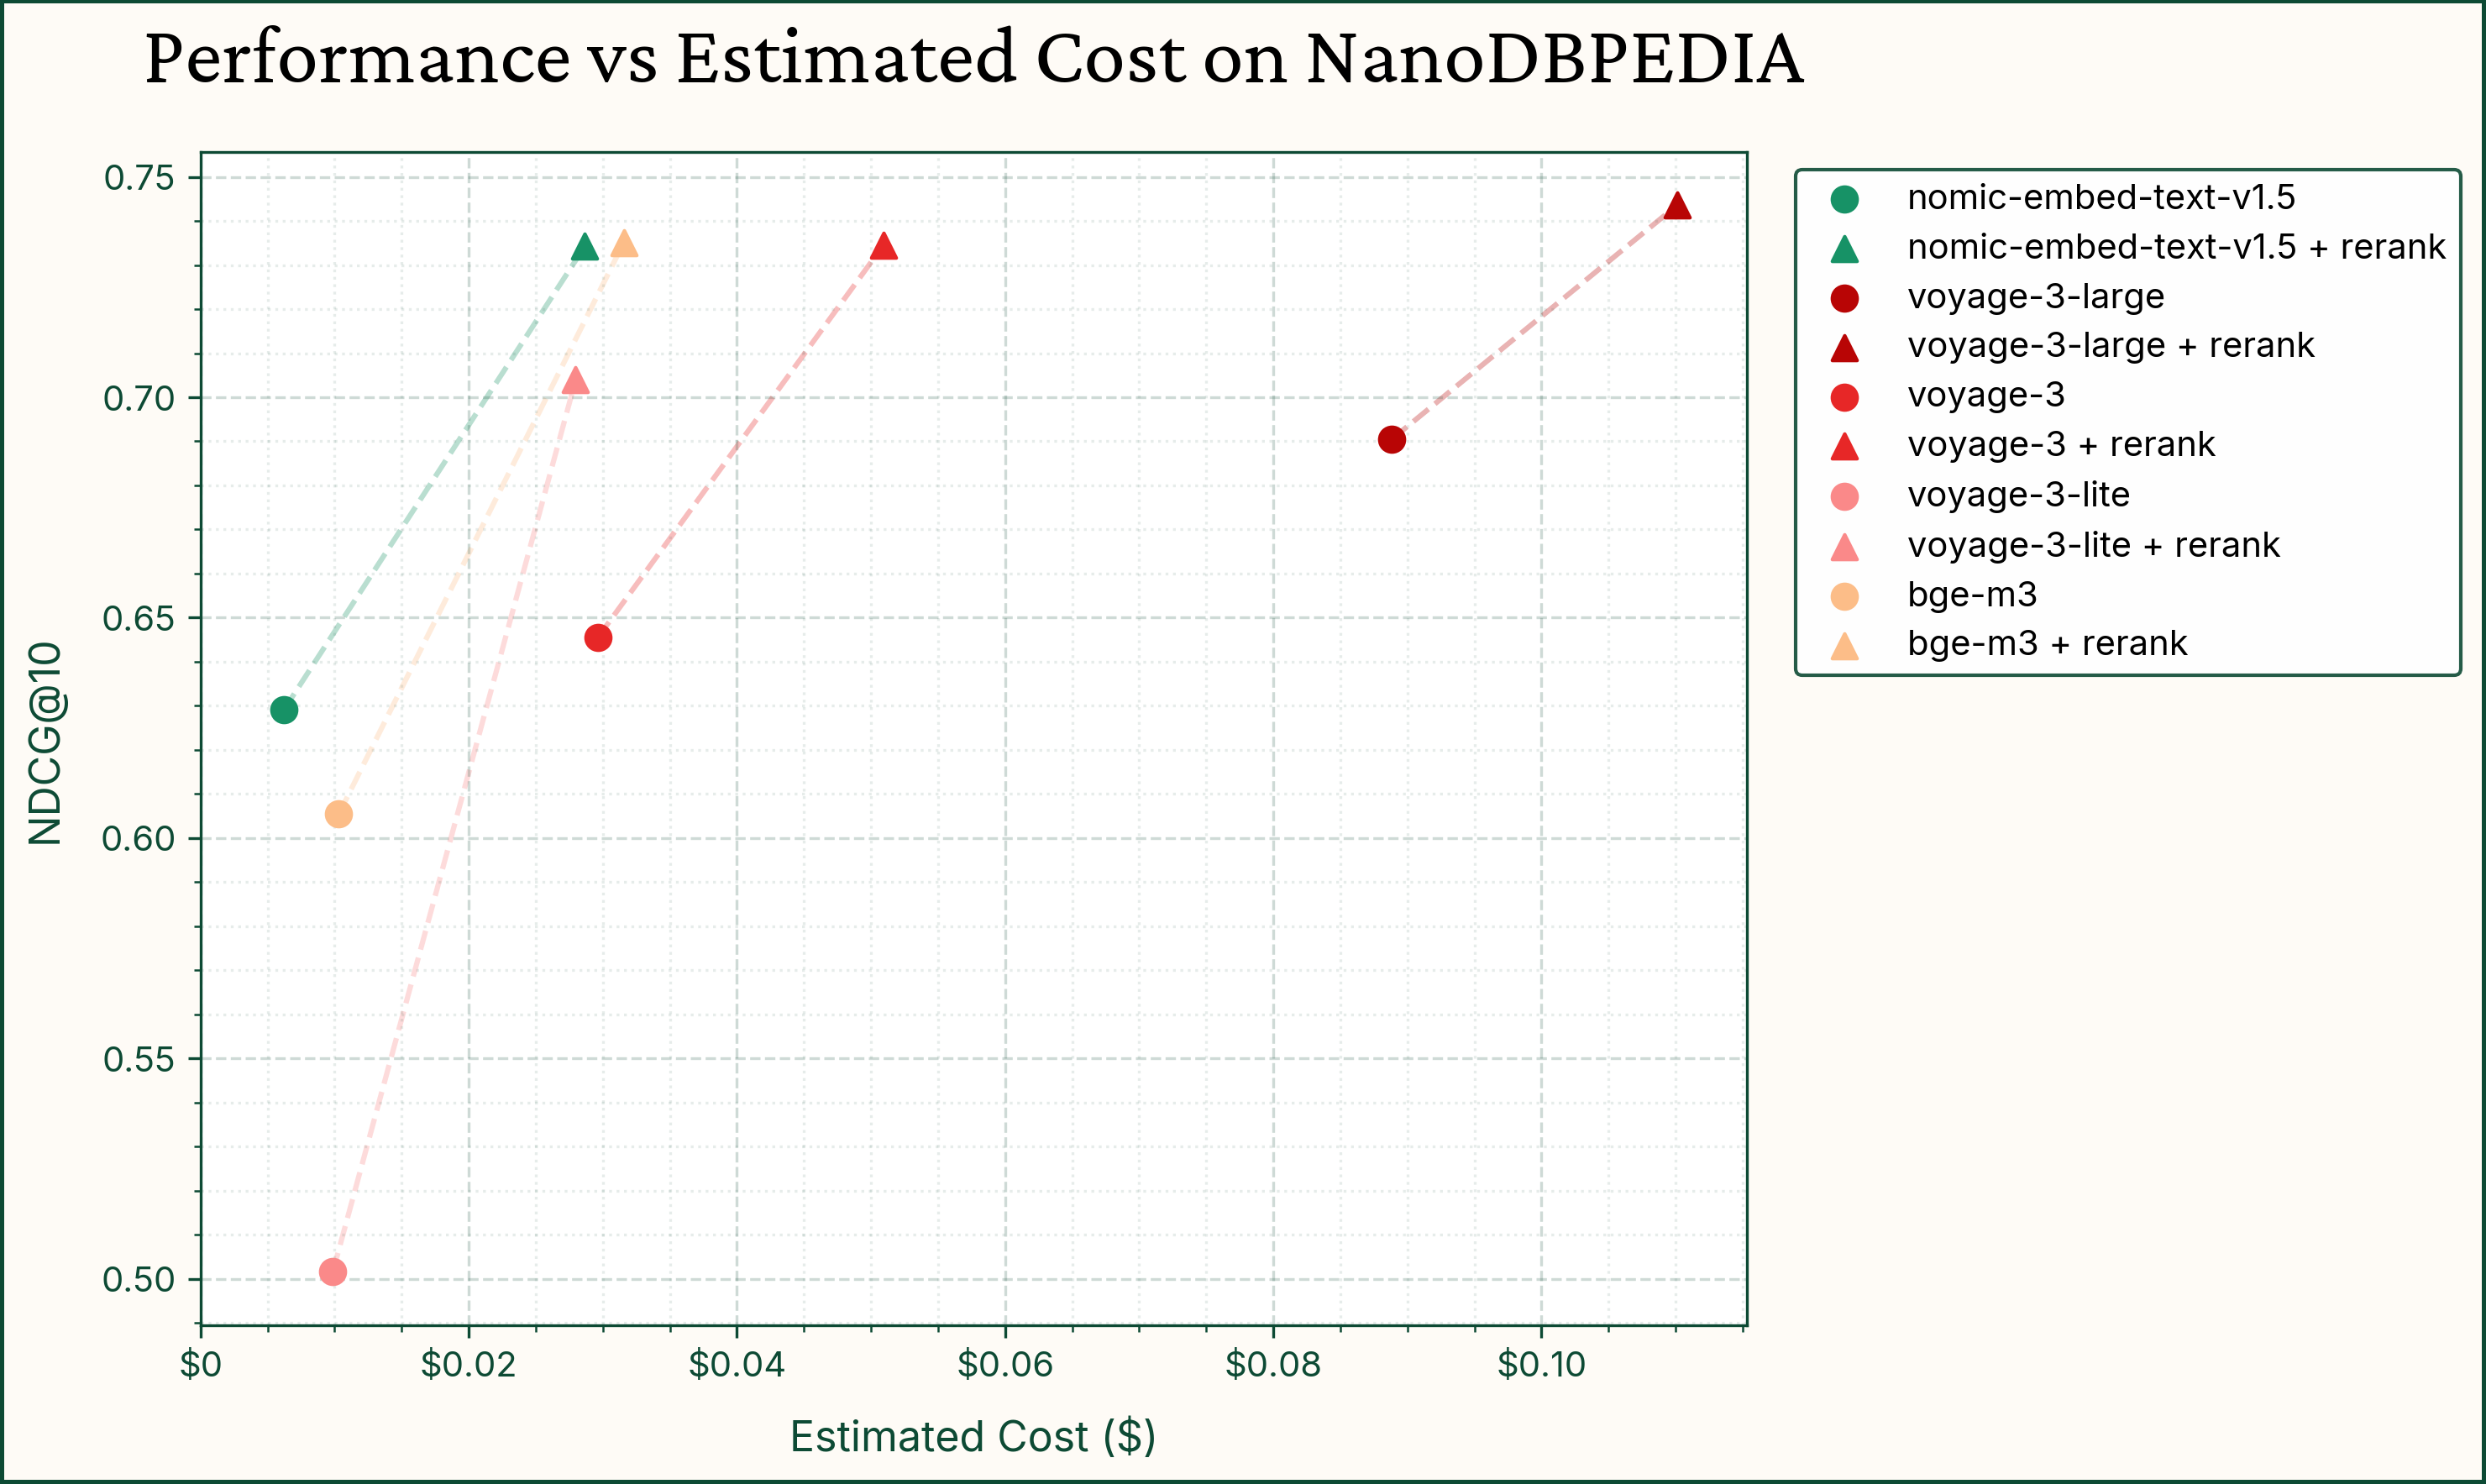 Performance vs Estimated Cost on NanoDBPEDIA
0.75
0.70
0.65
0.60
0.55
0.50
NDCG@10
$0
$0.02
$0.04
$0.06
$0.08
$0.10
Estimated Cost ($)
nomic-embed-text-v1.5
nomic-embed-text-v1.5 + rerank
voyage-3-large
voyage-3-large + rerank
voyage-3
voyage-3 + rerank
voyage-3-lite
voyage-3-lite + rerank
bge-m3
bge-m3 + rerank